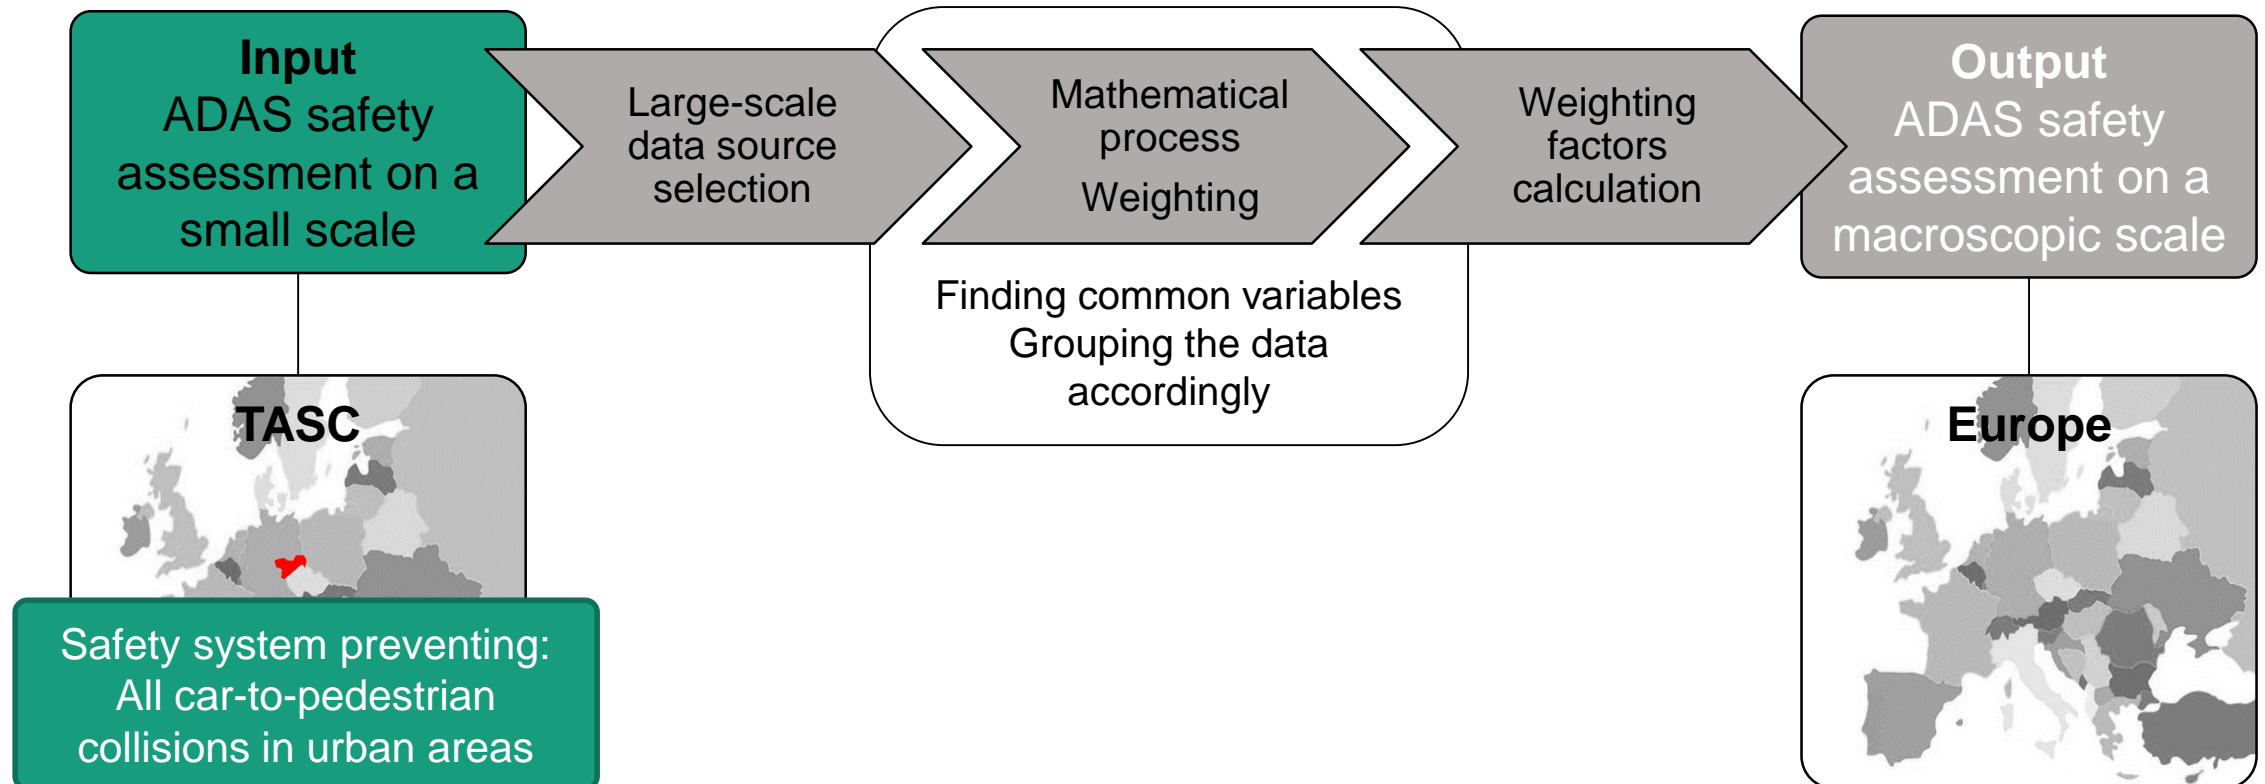 Input
ADAS safety
assessment on a
small scale
Large-scale
data source
selection
Mathematical
process
Weighting
Weighting
factors
calculation
Output
ADAS safety
assessment on a
macroscopic scale
Finding common variables
Grouping the data
accordingly
TASC
Safety system preventing:
All car-to-pedestrian
collisions in urban areas
Europe